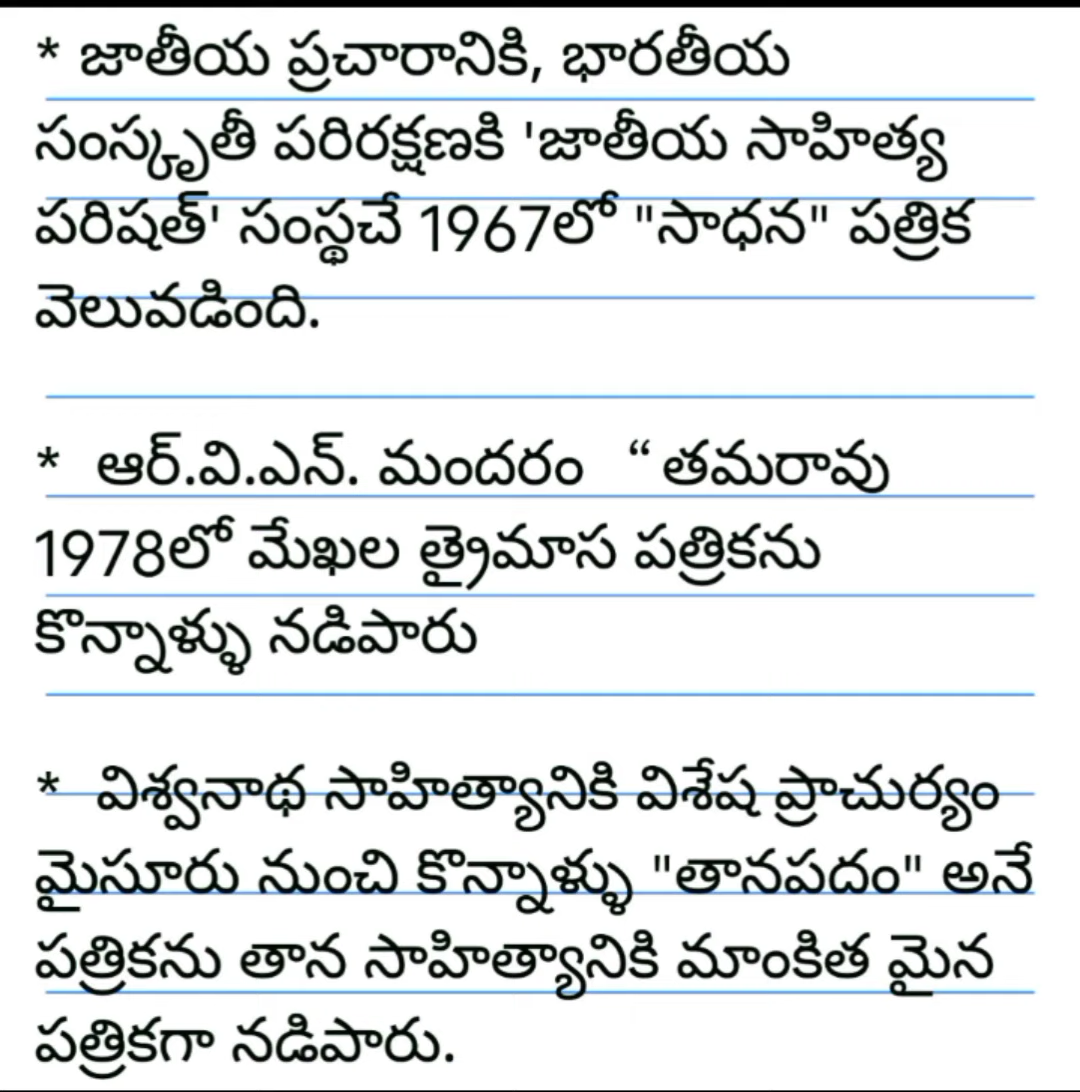 * జాతీయ ప్రచారానికి, భారతీయ
సంస్కృతీ పరిరక్షణకి 'జాతీయ సాహిత్య
పరిషత్' సంస్థచే 1967లో "సాధన" పత్రిక
వెలువడింది.
* ఆర్.వి.ఎన్. మందరం “ తమరావు
1978లో మేఖల త్రైమాస పత్రికను
కొన్నాళ్ళు నడిపారు
* విశ్వనాథ సాహిత్యానికి విశేష ప్రాచుర్యం
మైసూరు నుంచి కొన్నాళ్ళు "తానపదం" అనే
పత్రికను తాన సాహిత్యానికి మాంకిత మైన
పత్రికగా నడిపారు.